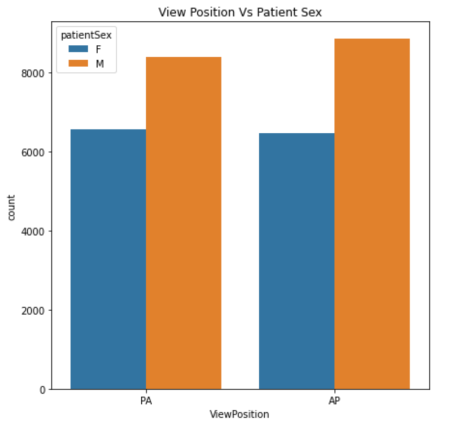 View Position Vs Patient Sex
patientSex
F
M
8000
6000
4000
2000
0
count
PA
AP
ViewPosition